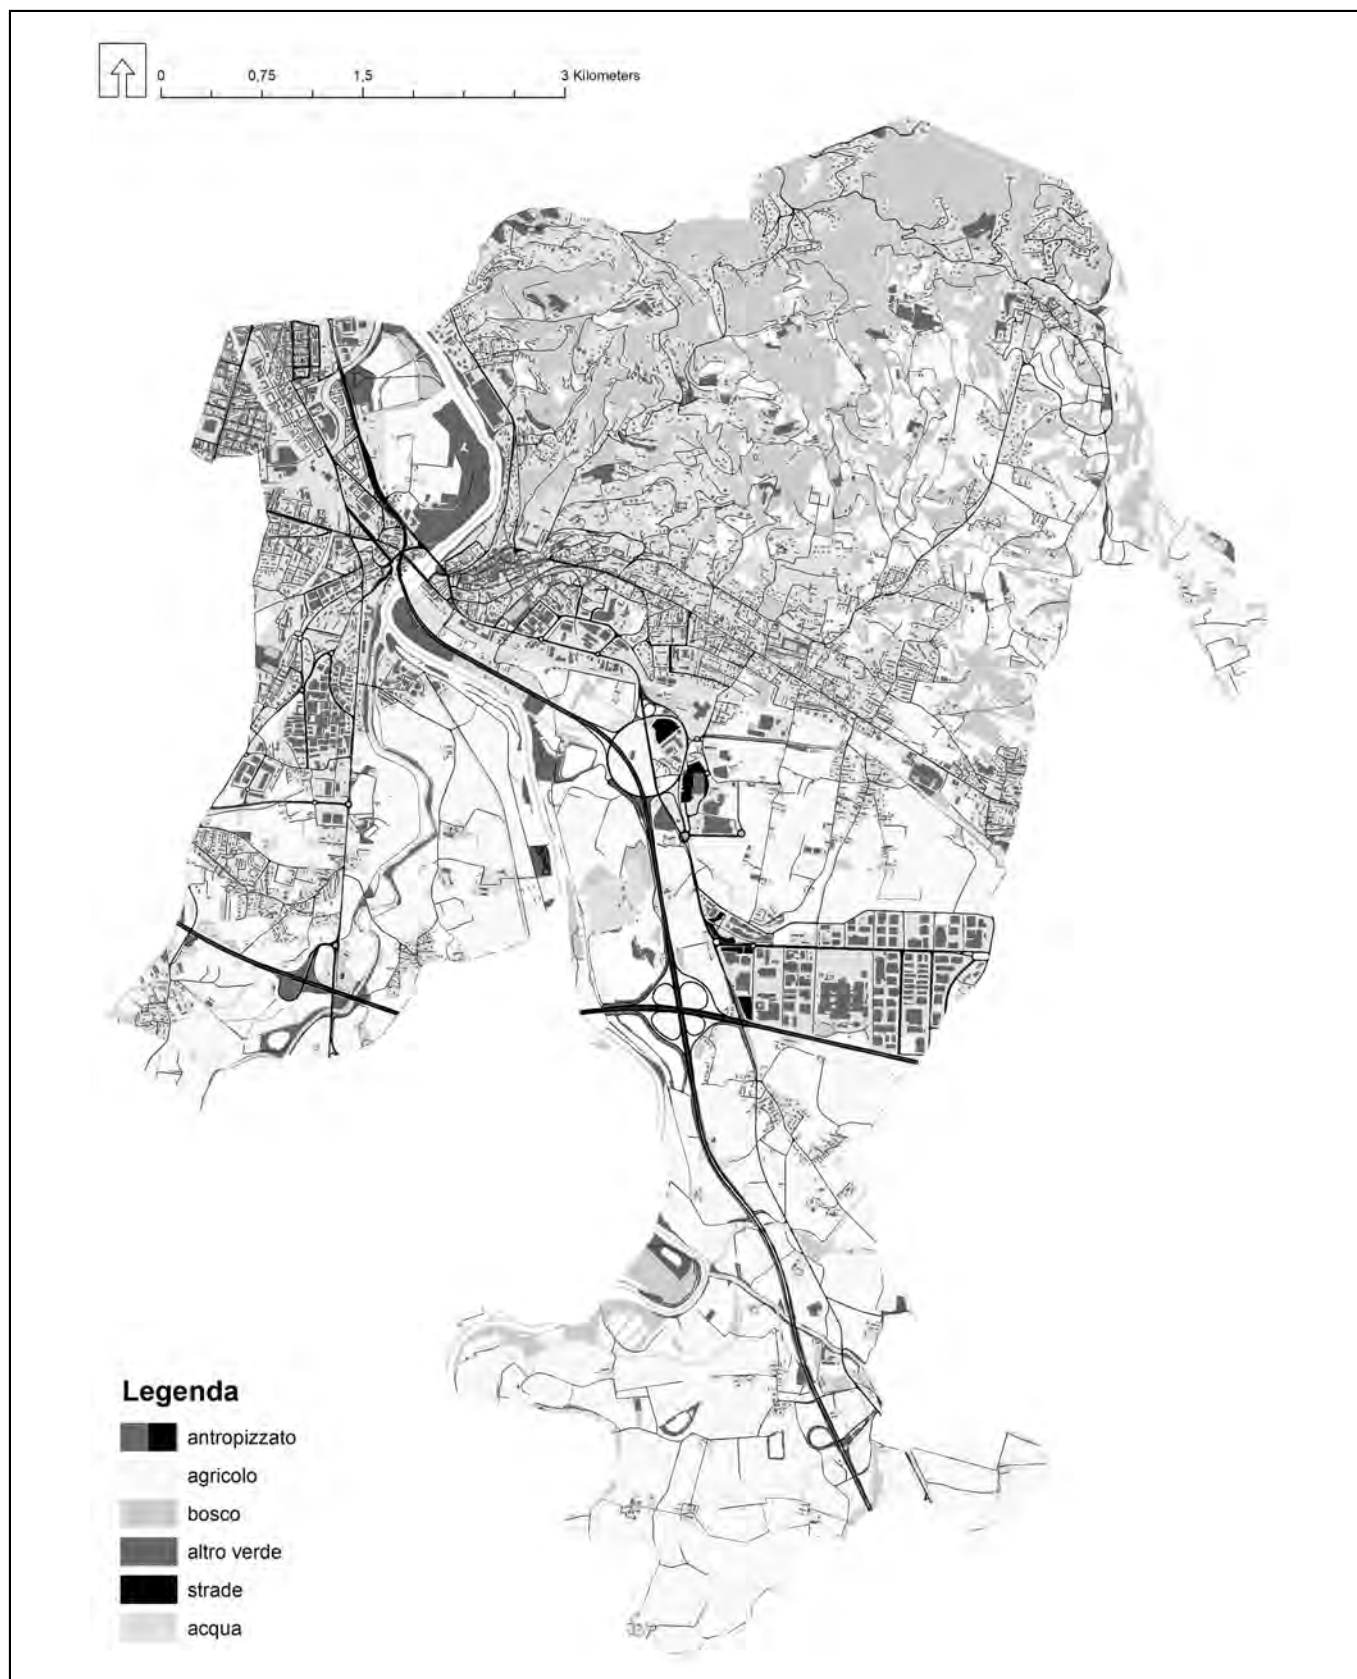 0 0,75 1,5 3 Kilometers
Legenda
antropizzato
agricolo
bosco
altro verde
strade
acqua